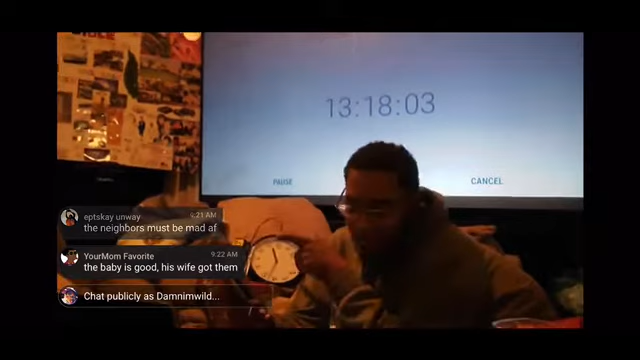 13:18:03
PAUSE
CANCEL
eptskay unway
9:21 AM
the neighbors must be mad af
YourMom Favorite
9:22 AM
the baby is good, his wife got them
Chat publicly as Damnimwild...